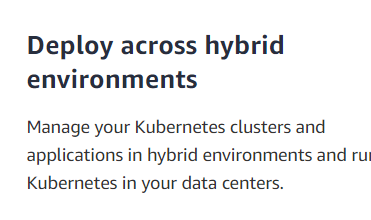 Deploy across hybrid
environments
Manage your Kubernetes clusters and
applications in hybrid environments and
Kubernetes in your data centers.